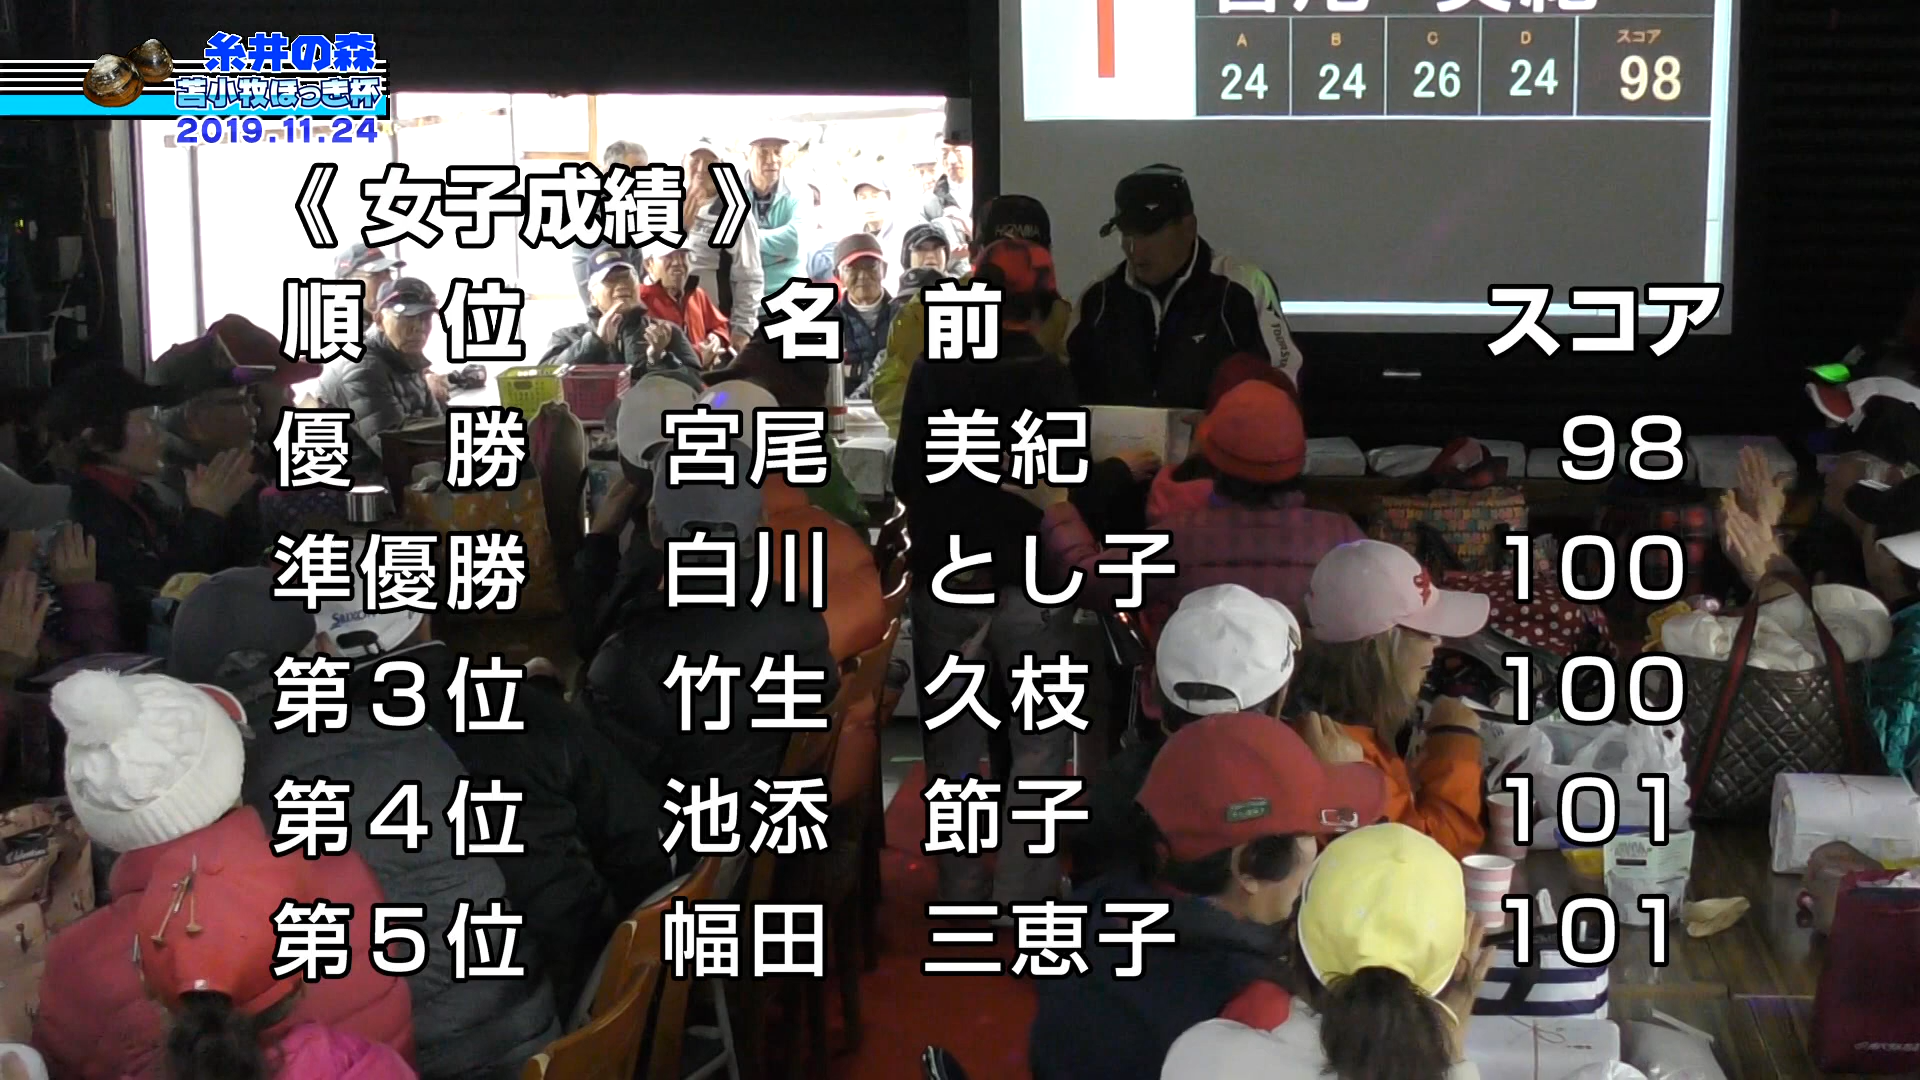 糸井の森
苫小牧ほっき杯
2019.11.24
A B C D スコア
24 24 26 24 98
《 女子成績 》
順 位 名 前 スコア
優 勝 宮尾 美紀 98
準優勝 白川 とし子 100
第3位 竹生 久枝 100
第4位 池添 節子 101
第5位 幅田 三恵子 101
HONMA
TOURSTAGE
SRIXON